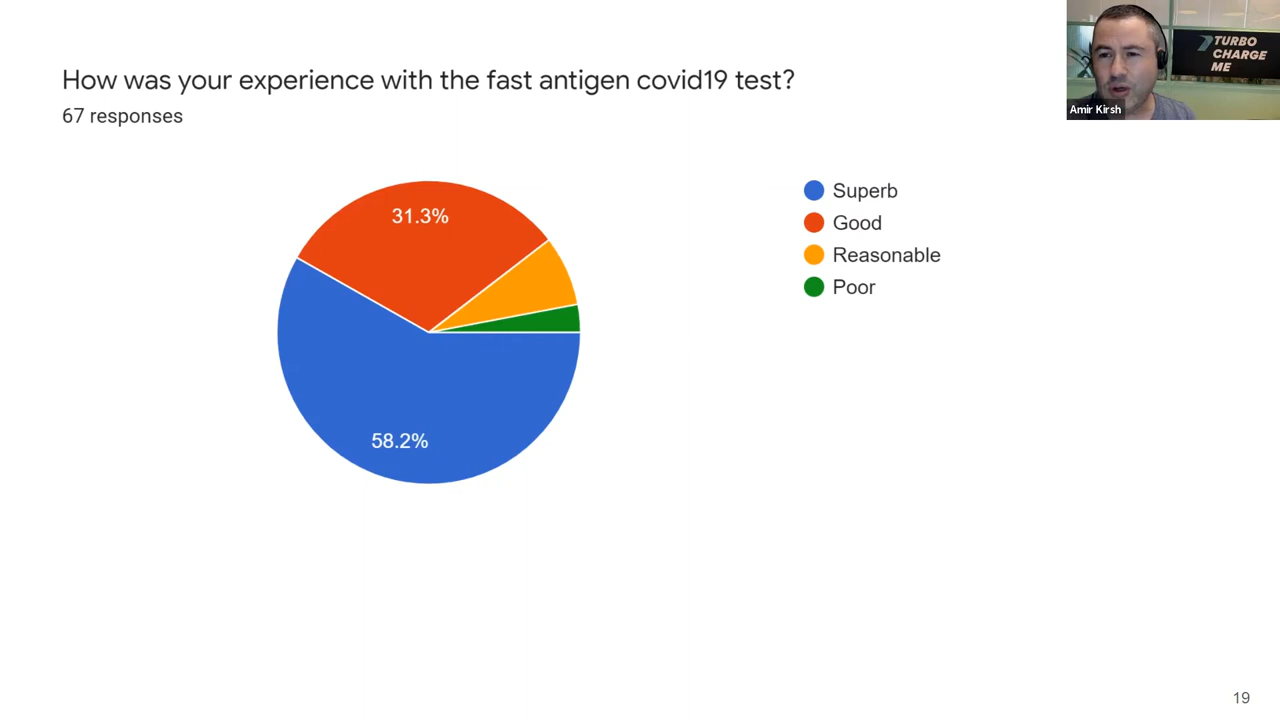 How was your experience with the fast antigen covid19 test?
67 responses
31.3%
58.2%
Superb
Good
Reasonable
Poor
TURBO
CHARGE
ME
Amir Kirsh
19